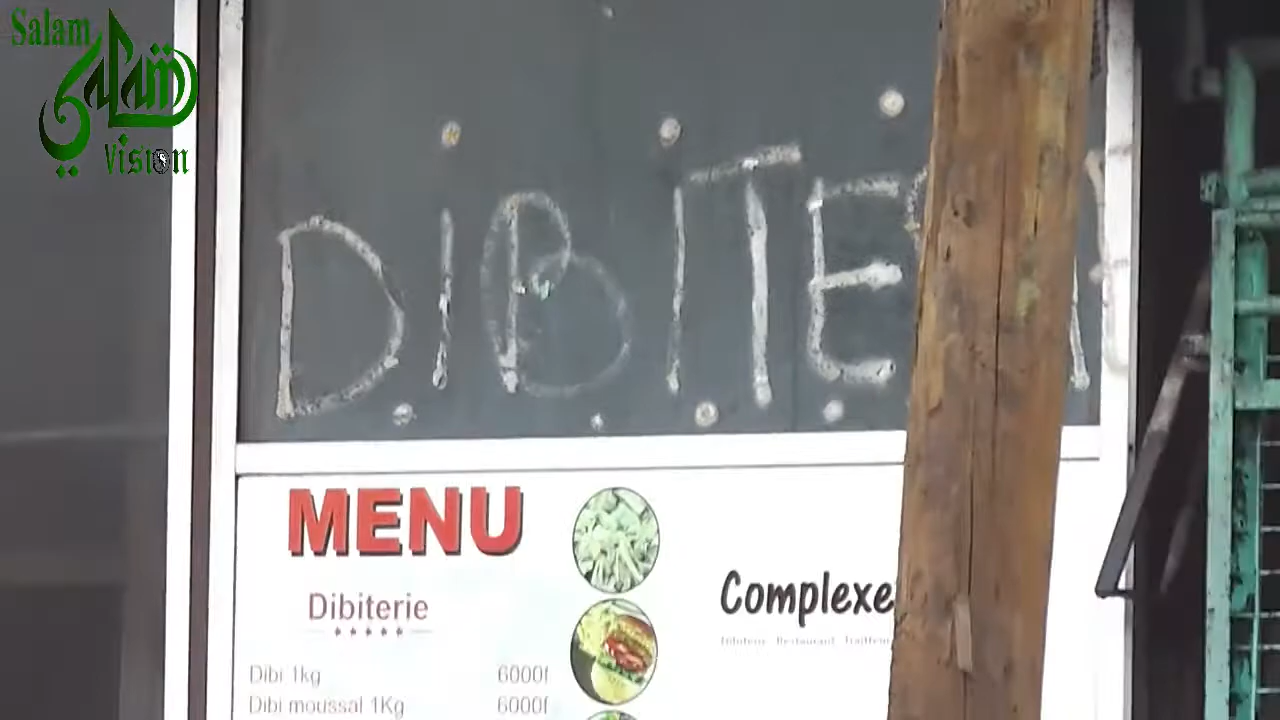 Salam
Vision
DIBITE
MENU
Complexe
Dibiterie
Dibi 1kg 6000f
Dibi moussal 1Kg 6000f